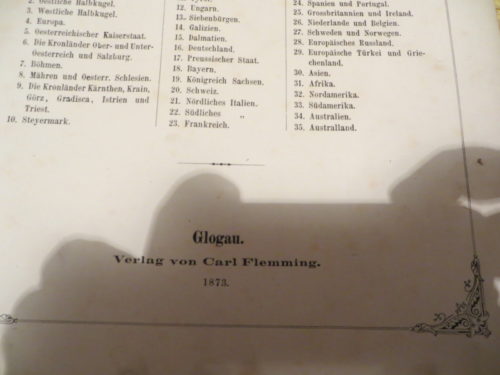 2. Oestliche Halbkugel.
3. Westliche Halbkugel.
4. Europa.
5. Oesterreichischer Kaiserstaat.
6. Die Kronländer Ober- und Unter-
Oesterreich und Salzburg.
7. Böhmen.
8. Mähren und Oesterr. Schlesien.
9. Die Kronländer Kärnthen, Krain,
Görz, Gradisca, Istrien und
Triest.
10. Steyermark.
12. Ungarn.
13. Siebenbürgen.
14. Galizien.
15. Dalmatien.
16. Deutschland.
17. Preussischer Staat.
18. Bayern.
19. Königreich Sachsen.
20. Schweiz.
21. Nördliches Italien.
22. Südliches „
23. Frankreich.
24. Spanien und Portugal.
25. Grossbritannien und Ireland.
26. Niederlande und Belgien.
27. Schweden und Norwegen.
28. Europäisches Russland.
29. Europäische Türkei und Grie-
chenland.
30. Asien.
31. Afrika.
32. Nordamerika.
33. Südamerika.
34. Australien.
35. Australland.
Glogau.
Verlag von Carl Flemming.
1873.